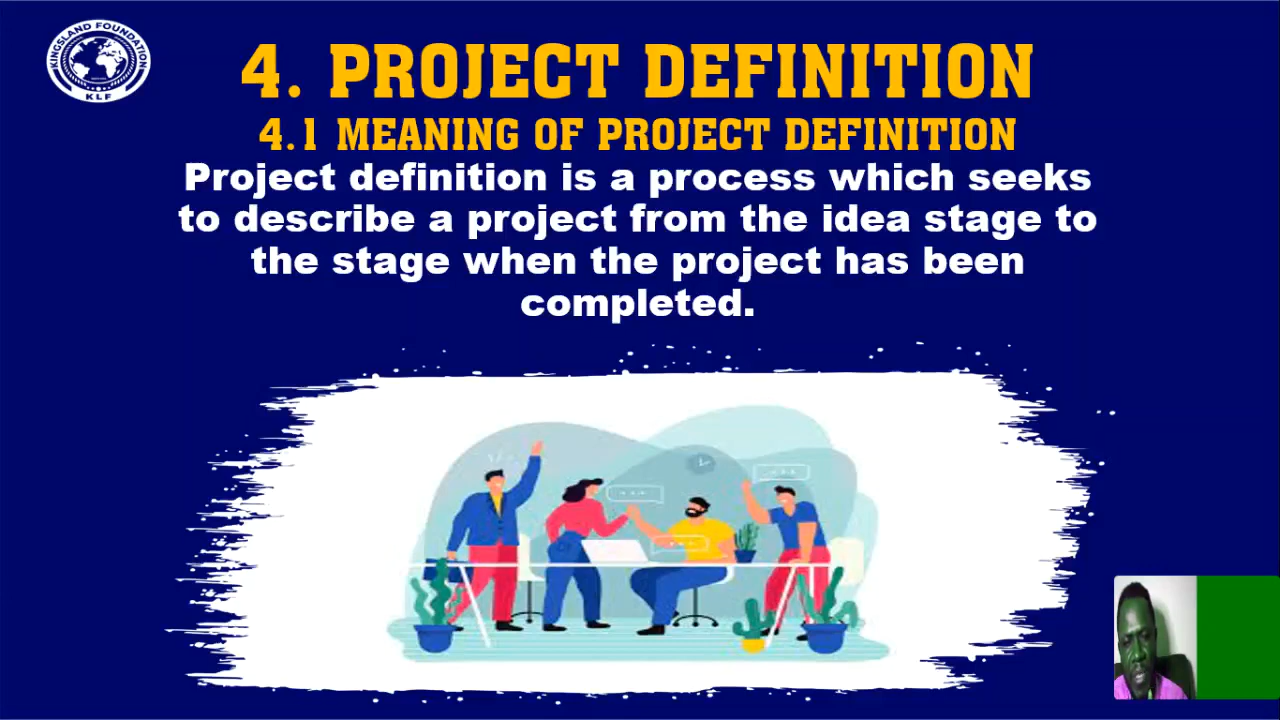 KINGSLAND FOUNDATION
KLF
4. PROJECT DEFINITION
4.1 MEANING OF PROJECT DEFINITION
Project definition is a process which seeks
to describe a project from the idea stage to
the stage when the project has been
completed.